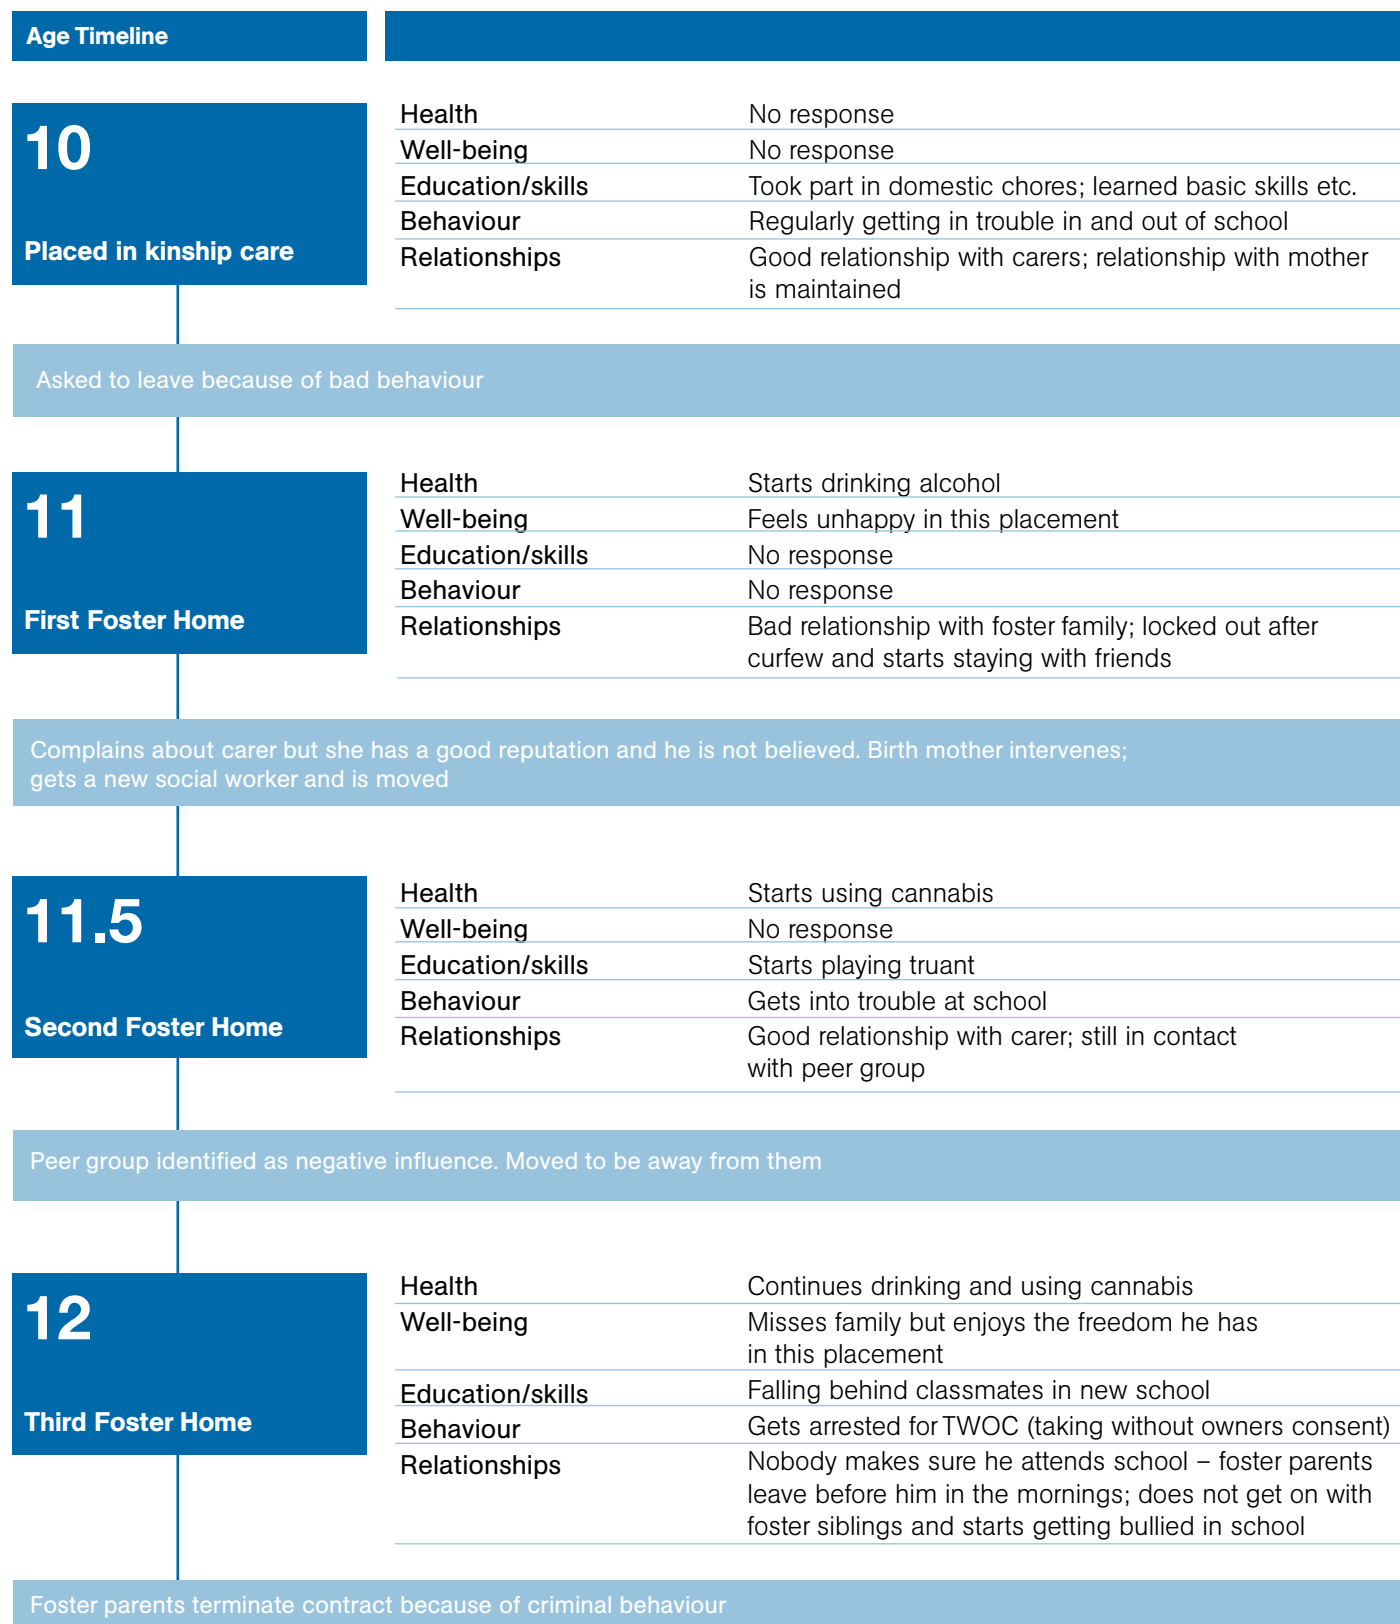 Age Timeline
10
Placed in kinship care
Health No response
Well-being No response
Education/skills Took part in domestic chores; learned basic skills etc.
Behaviour Regularly getting in trouble in and out of school
Relationships Good relationship with carers; relationship with mother
is maintained
Asked to leave because of bad behaviour
11
First Foster Home
Health Starts drinking alcohol
Well-being Feels unhappy in this placement
Education/skills No response
Behaviour No response
Relationships Bad relationship with foster family; locked out after
curfew and starts staying with friends
Complains about carer but she has a good reputation and he is not believed. Birth mother intervenes;
gets a new social worker and is moved
11.5
Second Foster Home
Health Starts using cannabis
Well-being No response
Education/skills Starts playing truant
Behaviour Gets into trouble at school
Relationships Good relationship with carer; still in contact
with peer group
Peer group identified as negative influence. Moved to be away from them
12
Third Foster Home
Health Continues drinking and using cannabis
Well-being Misses family but enjoys the freedom he has
in this placement
Education/skills Falling behind classmates in new school
Behaviour Gets arrested for TWOC (taking without owners consent)
Relationships Nobody makes sure he attends school – foster parents
leave before him in the mornings; does not get on with
foster siblings and starts getting bullied in school
Foster parents terminate contract because of criminal behaviour